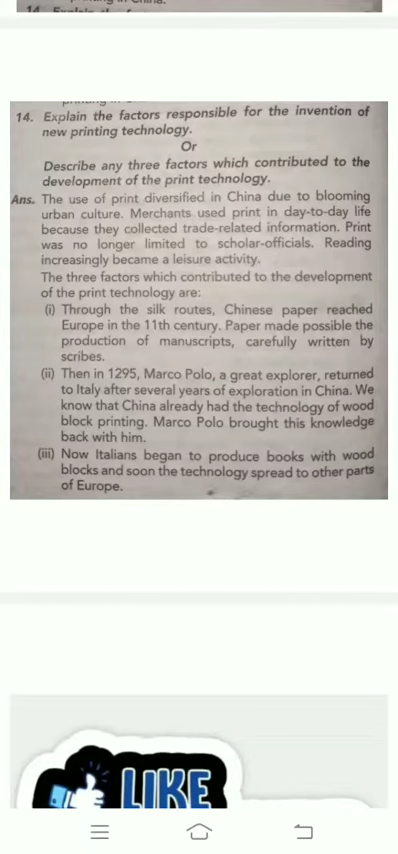 14. Explain the factors responsible for the invention of
new printing technology.
Or
Describe any three factors which contributed to the
development of the print technology.
Ans. The use of print diversified in China due to blooming
urban culture. Merchants used print in day-to-day life
because they collected trade-related information. Print
was no longer limited to scholar-officials. Reading
increasingly became a leisure activity.
The three factors which contributed to the development
of the print technology are:
(i) Through the silk routes, Chinese paper reached
Europe in the 11th century. Paper made possible the
production of manuscripts, carefully written by
scribes.
(ii) Then in 1295, Marco Polo, a great explorer, returned
to Italy after several years of exploration in China. We
know that China already had the technology of wood
block printing. Marco Polo brought this knowledge
back with him.
(iii) Now Italians began to produce books with wood
blocks and soon the technology spread to other parts
of Europe.
LIKE